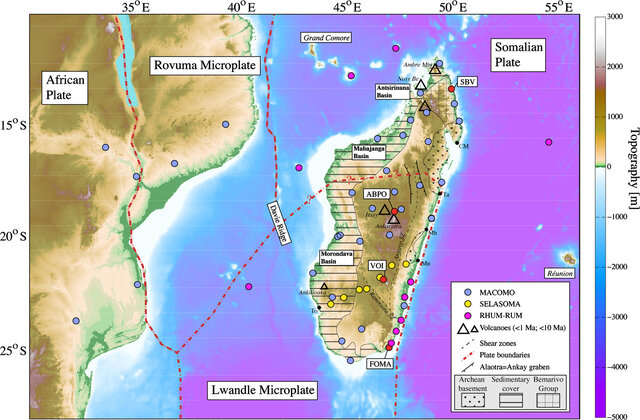 35°E
40°E
45°E
50°E
55°E
15°S
20°S
25°S
African
Plate
Rovuma Microplate
Grand Comore
Somalian
Plate
Ambre Mtn
Nosy Be
Antsirinana
Basin
SBV
Mahajanga
Basin
CM
ABPO
Ta
Itasy
Ankaratra
Davie Ridge
Mh
Morondava
Basin
VOI
Mn
Réunion
Ankilioaka
To
FOMA
Lwandle Microplate
MACOMO
SELASOMA
RHUM-RUM
Volcanoes (<1 Ma; <10 Ma)
Shear zones
Plate boundaries
Alaotra=Ankay graben
Archean
basement
Sedimentary
cover
Bemarivo
Group
3000
2000
1000
0
-1000
-2000
-3000
-4000
-5000
Topography [m]